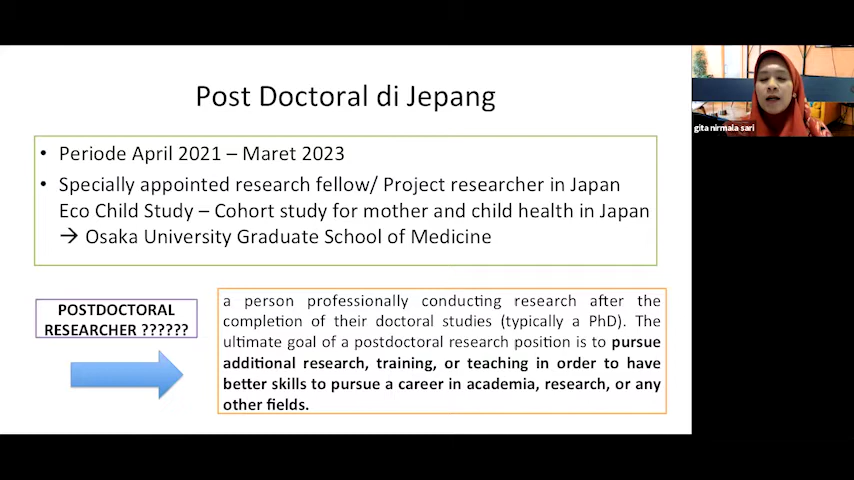 Post Doctoral di Jepang
• Periode April 2021 – Maret 2023
• Specially appointed research fellow/ Project researcher in Japan
Eco Child Study – Cohort study for mother and child health in Japan
→ Osaka University Graduate School of Medicine
POSTDOCTORAL
RESEARCHER ??????
a person professionally conducting research after the
completion of their doctoral studies (typically a PhD). The
ultimate goal of a postdoctoral research position is to pursue
additional research, training, or teaching in order to have
better skills to pursue a career in academia, research, or any
other fields.
gita nirmala sari